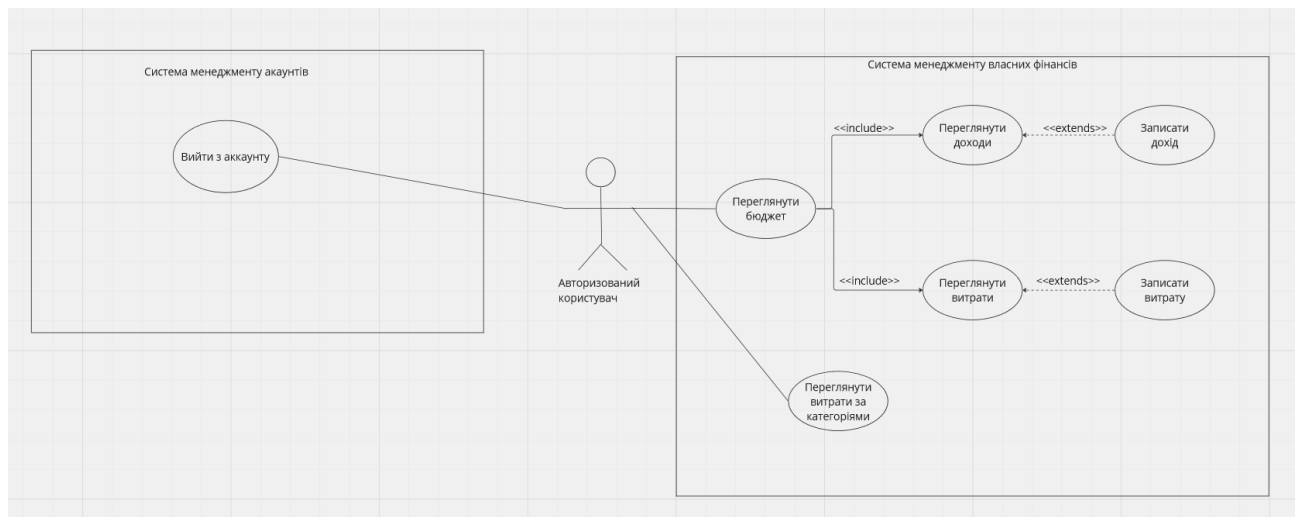 Система менеджменту акаунтів
Вийти з аккаунту
Авторизований
користувач
Система менеджменту власних фінансів
Переглянути
бюджет
<<include>>
Переглянути
доходи
<<extends>>
Записати
дохід
<<include>>
Переглянути
витрати
<<extends>>
Записати
витрату
Переглянути
витрати за
категоріями